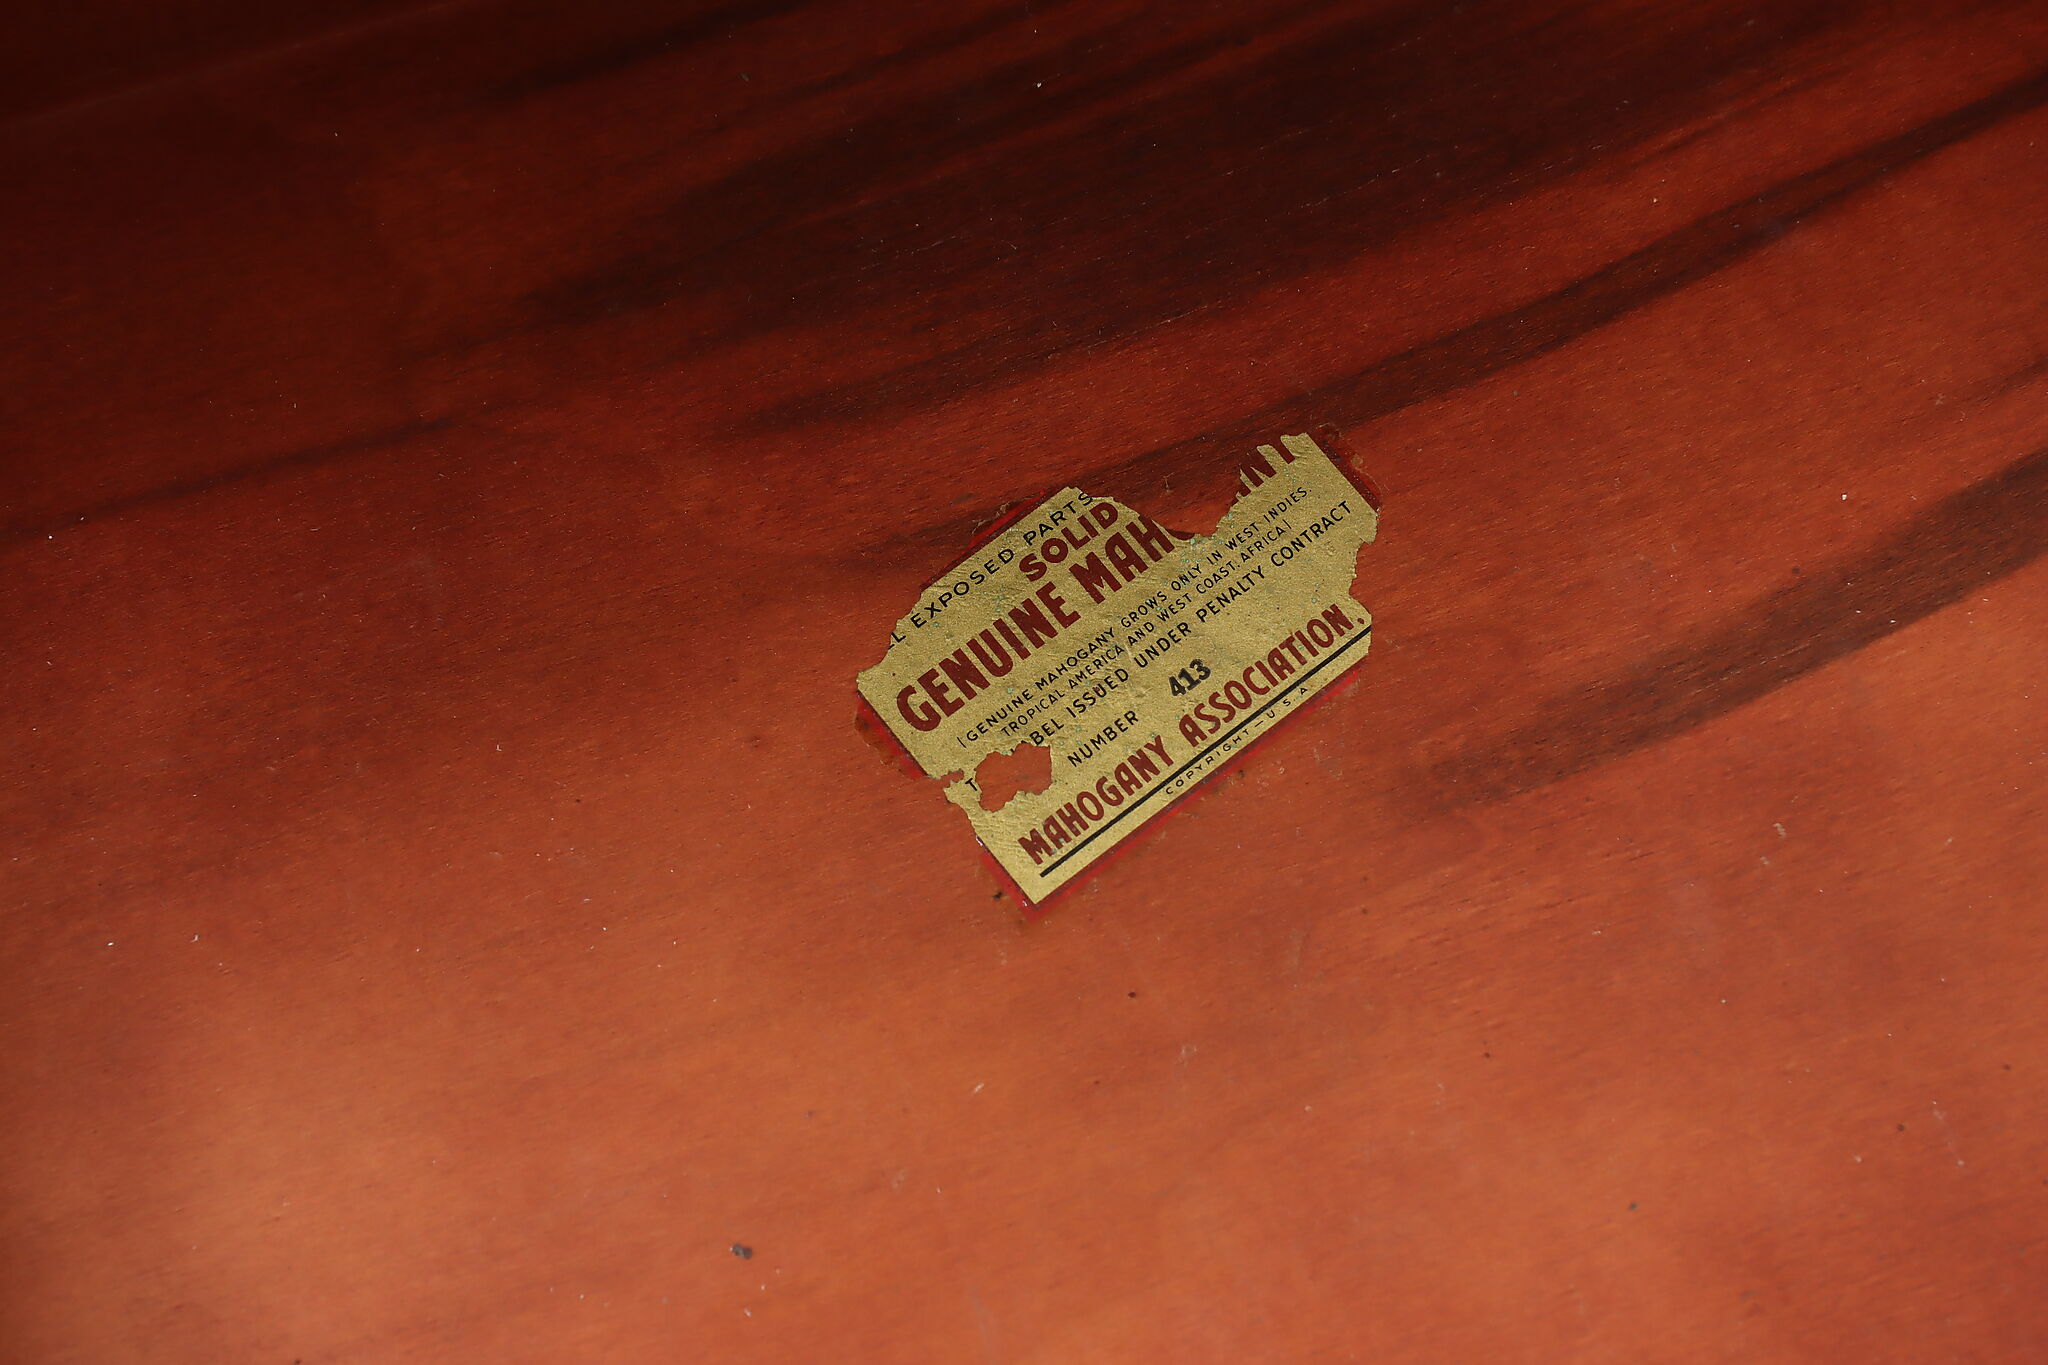 L EXPOSED PARTS
SOLID
GENUINE MAH
(GENUINE MAHOGANY GROWS ONLY IN WEST INDIES,
TROPICAL AMERICA AND WEST COAST, AFRICA)
BEL ISSUED UNDER PENALTY CONTRACT
NUMBER 413
MAHOGANY ASSOCIATION.
COPYRIGHT — U S A